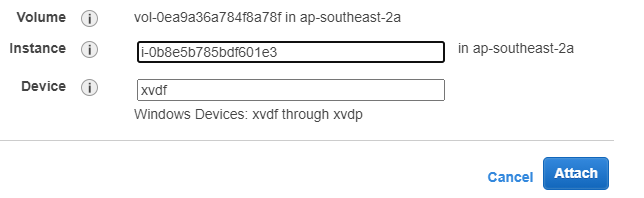 Volume i vol-0ea9a36a784f8a78f in ap-southeast-2a
Instance i i-0b8e5b785bdf601e3 in ap-southeast-2a
Device i xvdf
Windows Devices: xvdf through xvdp
Cancel Attach